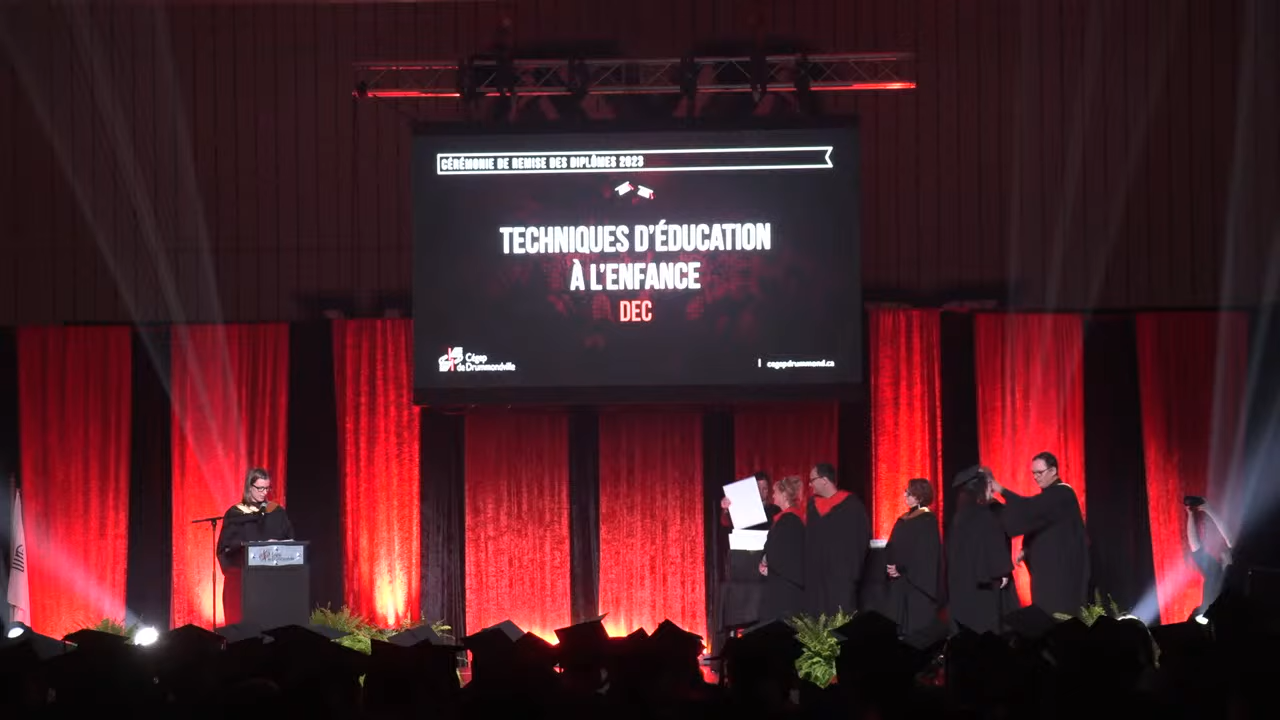 CÉRÉMONIE DE REMISE DES DIPLÔMES 2023
TECHNIQUES D'ÉDUCATION
À L'ENFANCE
DEC
Cégep
de Drummondville
cegepdrummond.ca